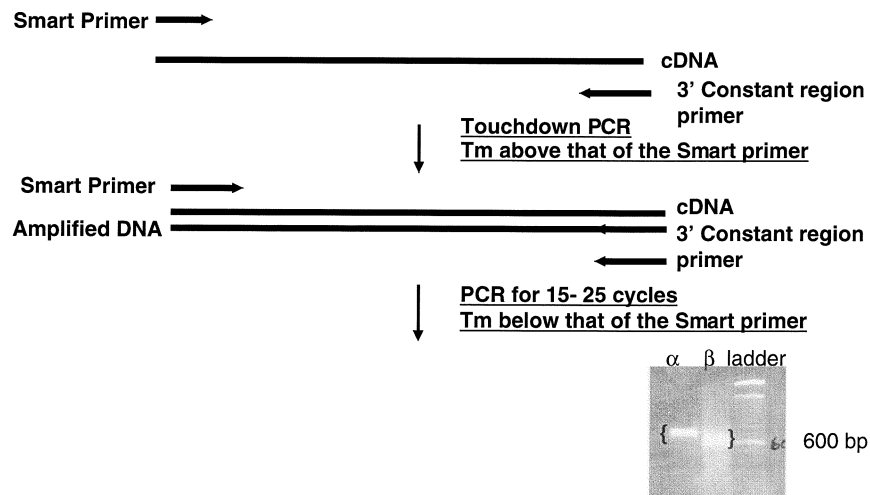 Smart Primer
cDNA
3' Constant region
primer
Touchdown PCR
Tm above that of the Smart primer
Smart Primer
cDNA
Amplified DNA
3' Constant region
primer
PCR for 15- 25 cycles
Tm below that of the Smart primer
α β ladder
{ }
600 bp